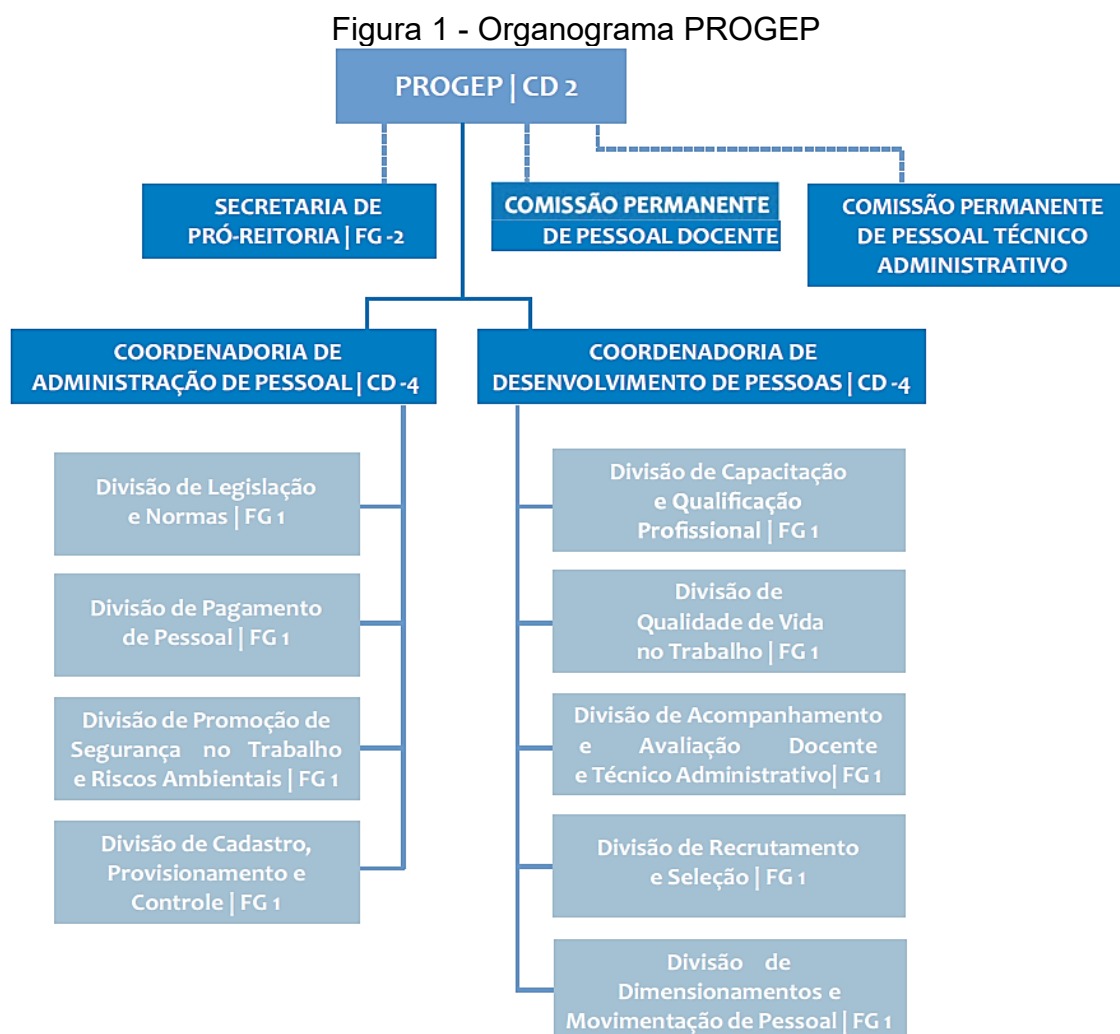 Figura 1 - Organograma PROGEP
PROGEP | CD 2
SECRETARIA DE
PRÓ-REITORIA | FG -2
COMISSÃO PERMANENTE
DE PESSOAL DOCENTE
COMISSÃO PERMANENTE
DE PESSOAL TÉCNICO
ADMINISTRATIVO
COORDENADORIA DE
ADMINISTRAÇÃO DE PESSOAL | CD -4
COORDENADORIA DE
DESENVOLVIMENTO DE PESSOAS | CD -4
Divisão de Legislação
e Normas | FG 1
Divisão de Pagamento
de Pessoal | FG 1
Divisão de Promoção de
Segurança no Trabalho
e Riscos Ambientais | FG 1
Divisão de Cadastro,
Provisionamento e
Controle | FG 1
Divisão de Capacitação
e Qualificação
Profissional | FG 1
Divisão de
Qualidade de Vida
no Trabalho | FG 1
Divisão de Acompanhamento
e Avaliação Docente
e Técnico Administrativo| FG 1
Divisão de Recrutamento
e Seleção | FG 1
Divisão de
Dimensionamentos e
Movimentação de Pessoal | FG 1